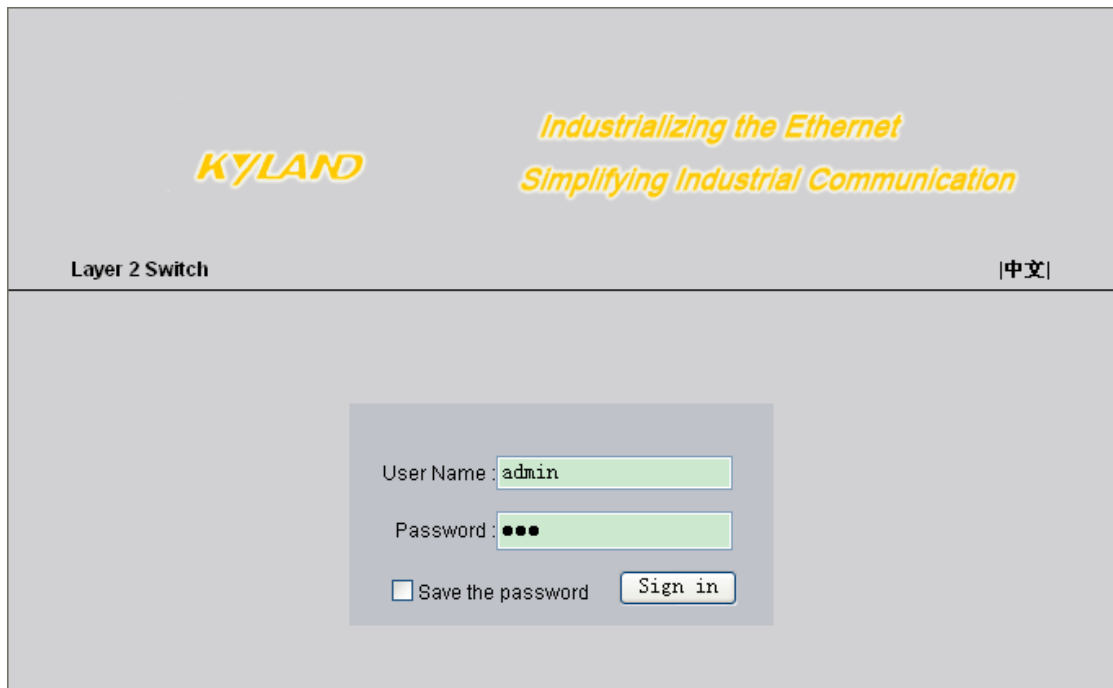 Industrializing the Ethernet
KYLAND
Simplifying Industrial Communication
Layer 2 Switch |中文|
User Name : admin
Password : ●●●
Save the password Sign in